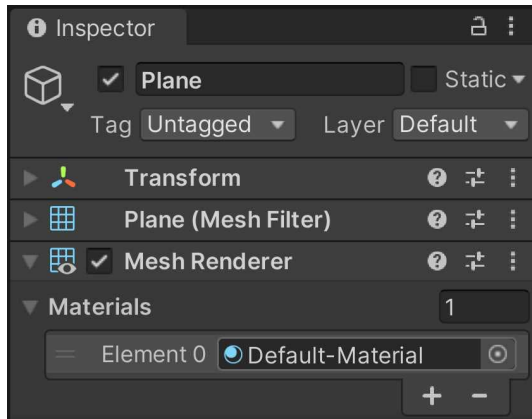 Inspector
Plane Static
Tag Untagged Layer Default
Transform
Plane (Mesh Filter)
Mesh Renderer
Materials 1
Element 0 Default-Material